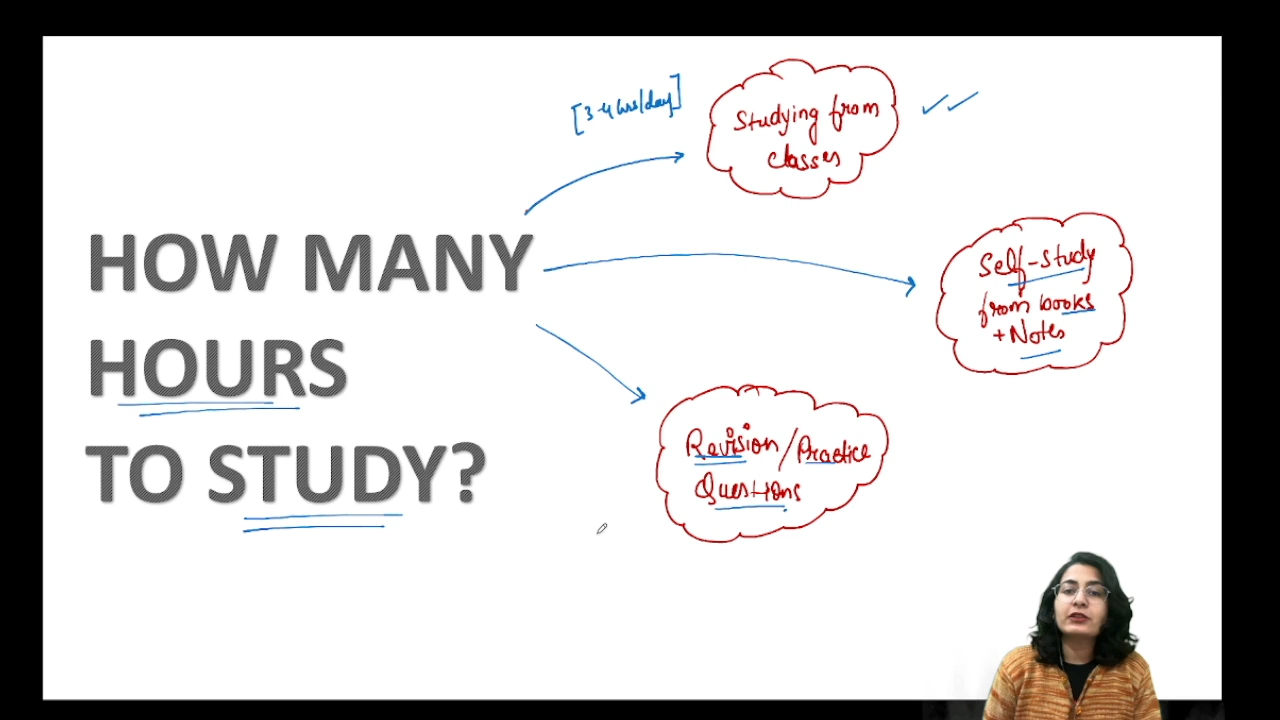 HOW MANY
HOURS
TO STUDY?
[3-4 hrs/day]
Studying from
classes
Self-study
from books
+ Notes
Revision/Practice
Questions